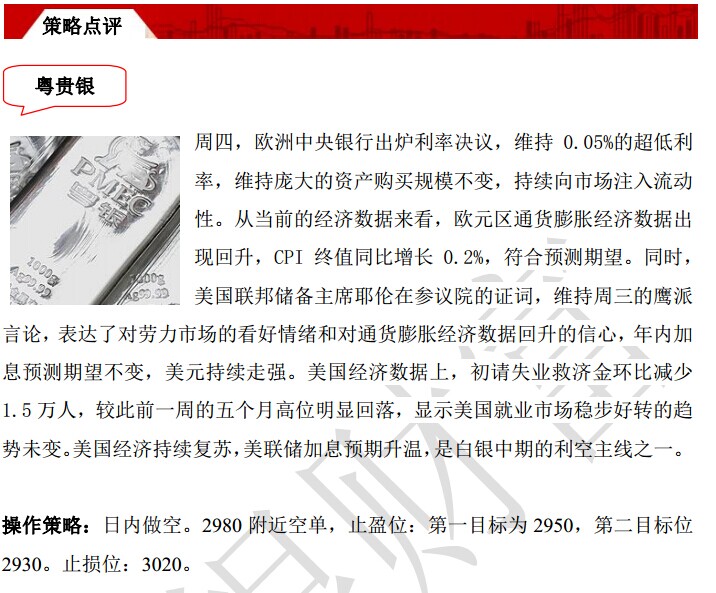 策略点评
粤贵银
PMEC
白银
1000g
Ag99.99
1000g
Ag99.99
周四，欧洲中央银行出炉利率决议，维持 0.05%的超低利
率，维持庞大的资产购买规模不变，持续向市场注入流动
性。从当前的经济数据来看，欧元区通货膨胀经济数据出
现回升，CPI 终值同比增长 0.2%，符合预测期望。同时，
美国联邦储备主席耶伦在参议院的证词，维持周三的鹰派
言论，表达了对劳力市场的看好情绪和对通货膨胀经济数据回升的信心，年内加
息预测期望不变，美元持续走强。美国经济数据上，初请失业救济金环比减少
1.5 万人，较此前一周的五个月高位明显回落，显示美国就业市场稳步好转的趋
势未变。美国经济持续复苏，美联储加息预期升温，是白银中期的利空主线之一。
操作策略：日内做空。2980 附近空单，止盈位：第一目标为 2950，第二目标位
2930。止损位：3020。